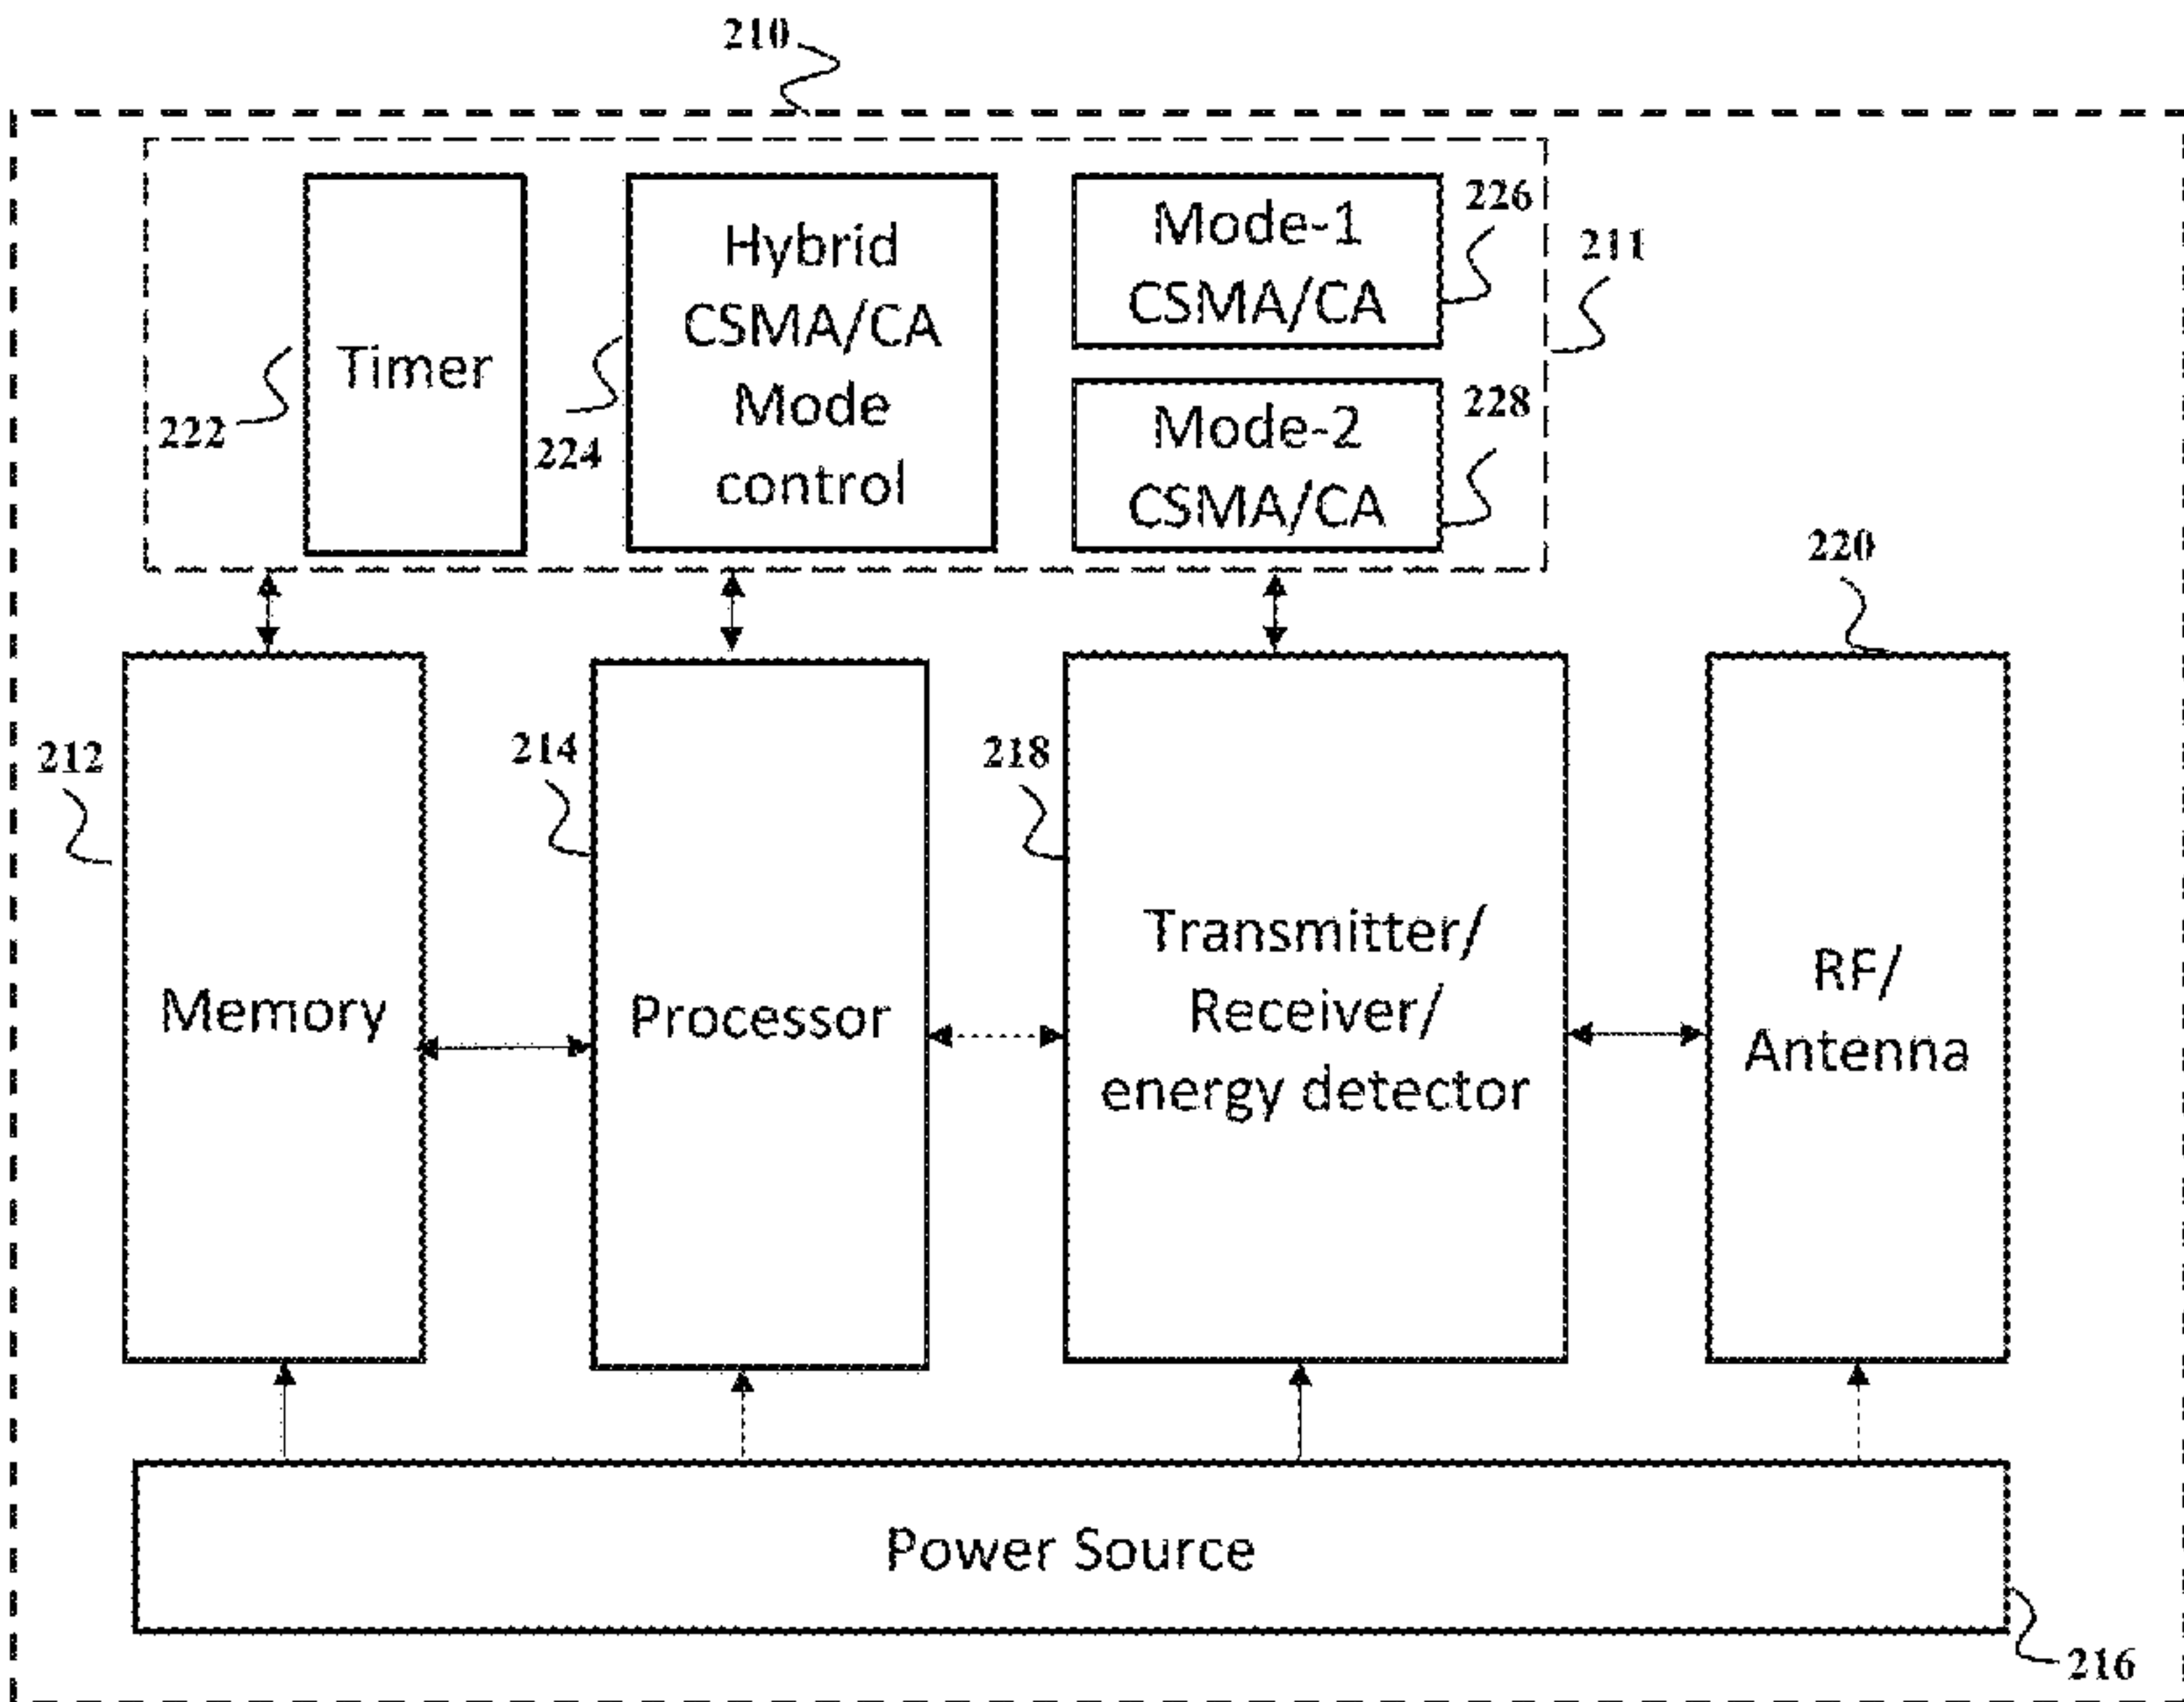 210
Timer
222
Hybrid
CSMA/CA
Mode
control
224
Mode-1
CSMA/CA
226
Mode-2
CSMA/CA
228
211
220
212
Memory
214
Processor
218
Transmitter/
Receiver/
energy detector
RF/
Antenna
Power Source
216